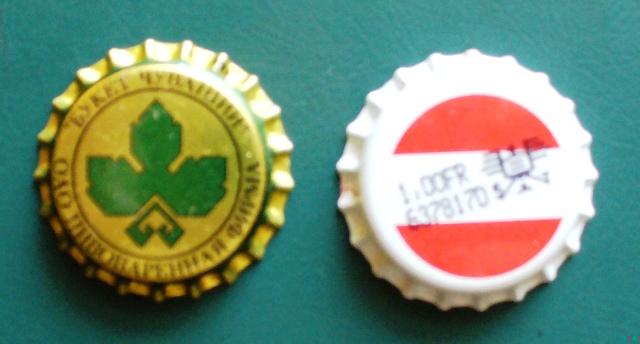 "БУКЕТ ЧУВАШИИ"
ОАО ПИВОВАРЕННАЯ ФИРМА
1.00FR
6378170